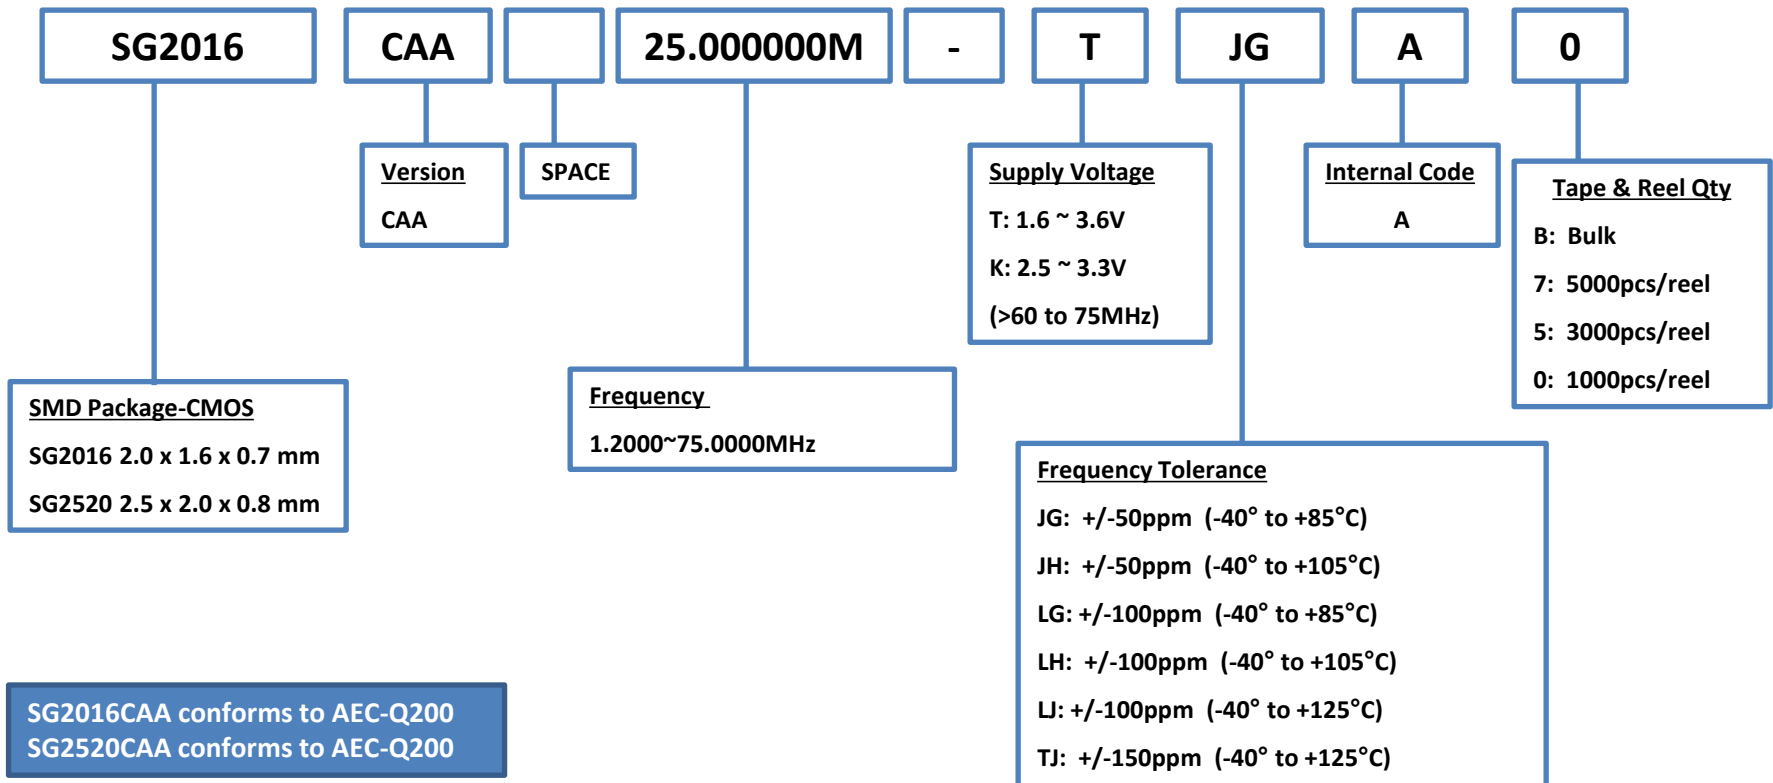 SG2016 CAA 25.000000M - T JG A 0
Version
CAA
SPACE
Supply Voltage
T: 1.6 ~ 3.6V
K: 2.5 ~ 3.3V
(>60 to 75MHz)
Internal Code
A
Tape & Reel Qty
B: Bulk
7: 5000pcs/reel
5: 3000pcs/reel
0: 1000pcs/reel
SMD Package-CMOS
SG2016 2.0 x 1.6 x 0.7 mm
SG2520 2.5 x 2.0 x 0.8 mm
Frequency
1.2000~75.0000MHz
Frequency Tolerance
JG: +/-50ppm (-40° to +85°C)
JH: +/-50ppm (-40° to +105°C)
LG: +/-100ppm (-40° to +85°C)
LH: +/-100ppm (-40° to +105°C)
LJ: +/-100ppm (-40° to +125°C)
TJ: +/-150ppm (-40° to +125°C)
SG2016CAA conforms to AEC-Q200
SG2520CAA conforms to AEC-Q200